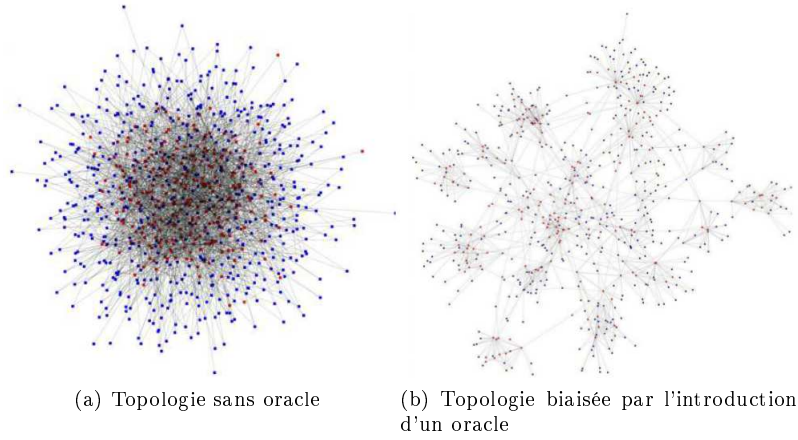 (a) Topologie sans oracle
(b) Topologie biaisée par l'introduction
d'un oracle